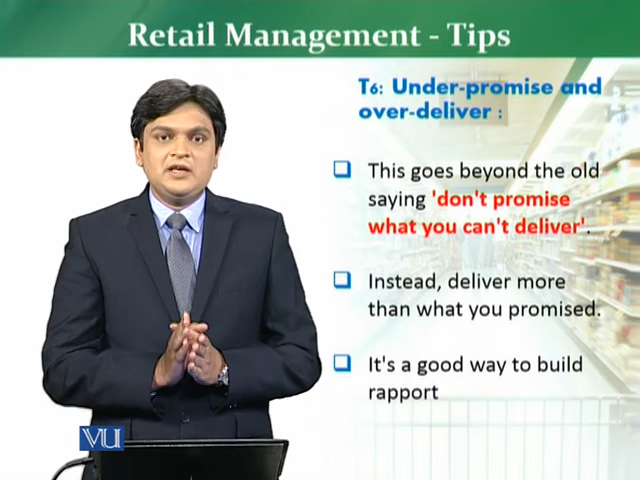 Retail Management - Tips
T6: Under-promise and
over-deliver :
This goes beyond the old
saying 'don't promise
what you can't deliver'.
Instead, deliver more
than what you promised.
It's a good way to build
rapport
VU